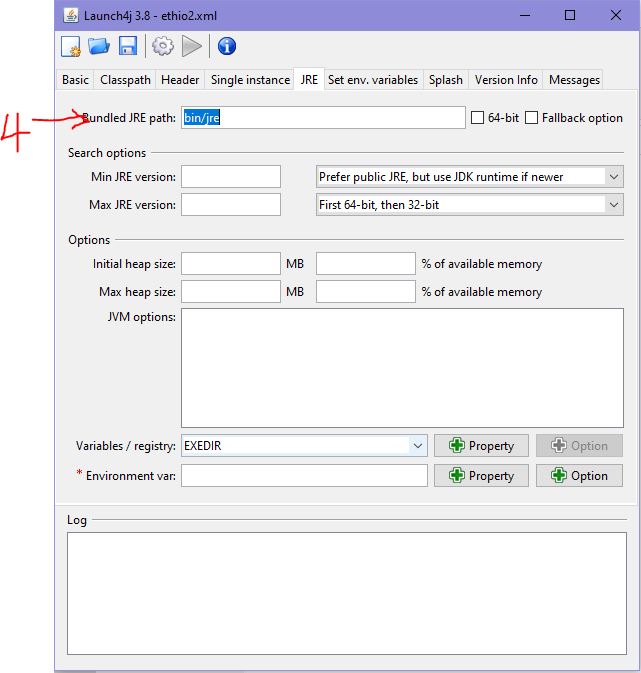 Launch4j 3.8 - ethio2.xml
Basic Classpath Header Single instance JRE Set env. variables Splash Version Info Messages
4 Bundled JRE path: bin/jre 64-bit Fallback option
Search options
Min JRE version: Prefer public JRE, but use JDK runtime if newer
Max JRE version: First 64-bit, then 32-bit
Options
Initial heap size: MB % of available memory
Max heap size: MB % of available memory
JVM options:
Variables / registry: EXEDIR Property Option
* Environment var: Property Option
Log